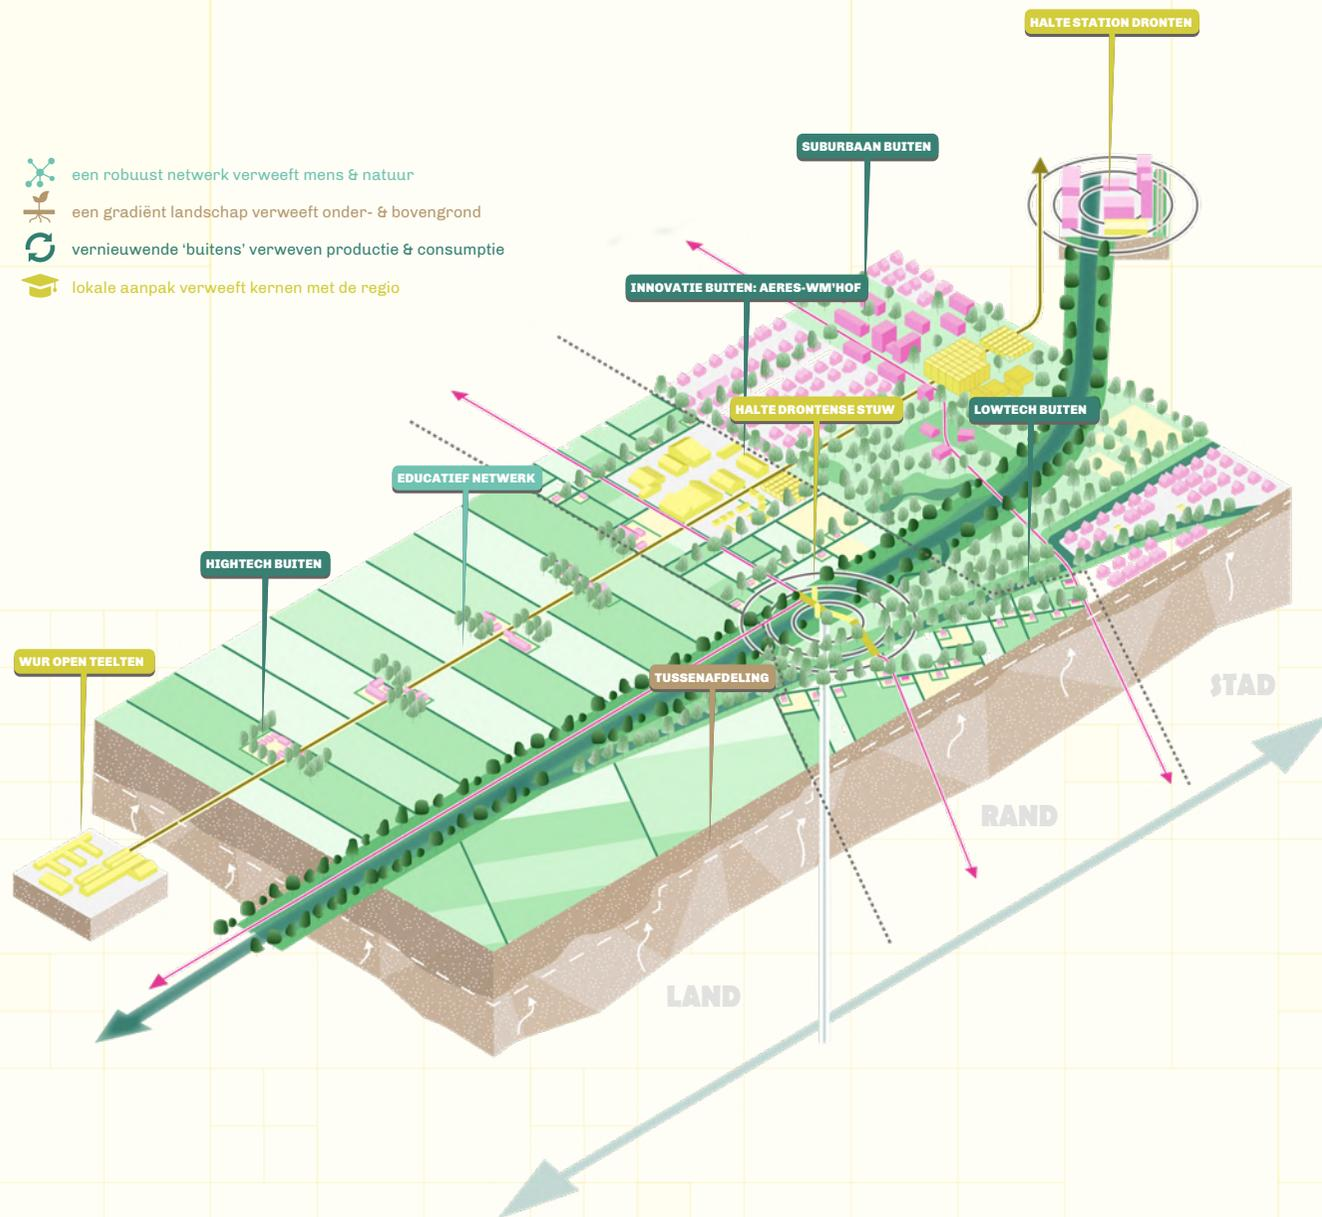 HALTE STATION DRONTEN
SUBURBAAN BUITEN
een robuust netwerk verweeft mens & natuur
een gradiënt landschap verweeft onder- & bovengrond
vernieuwende ‘buitens’ verweven productie & consumptie
lokale aanpak verweeft kernen met de regio
INNOVATIE BUITEN: AERES-WM'HOF
HALTE DRONTENSE STUW
LOWTECH BUITEN
EDUCATIEF NETWERK
HIGHTECH BUITEN
WUR OPEN TEELTEN
TUSSENAFDELING
STAD
RAND
LAND